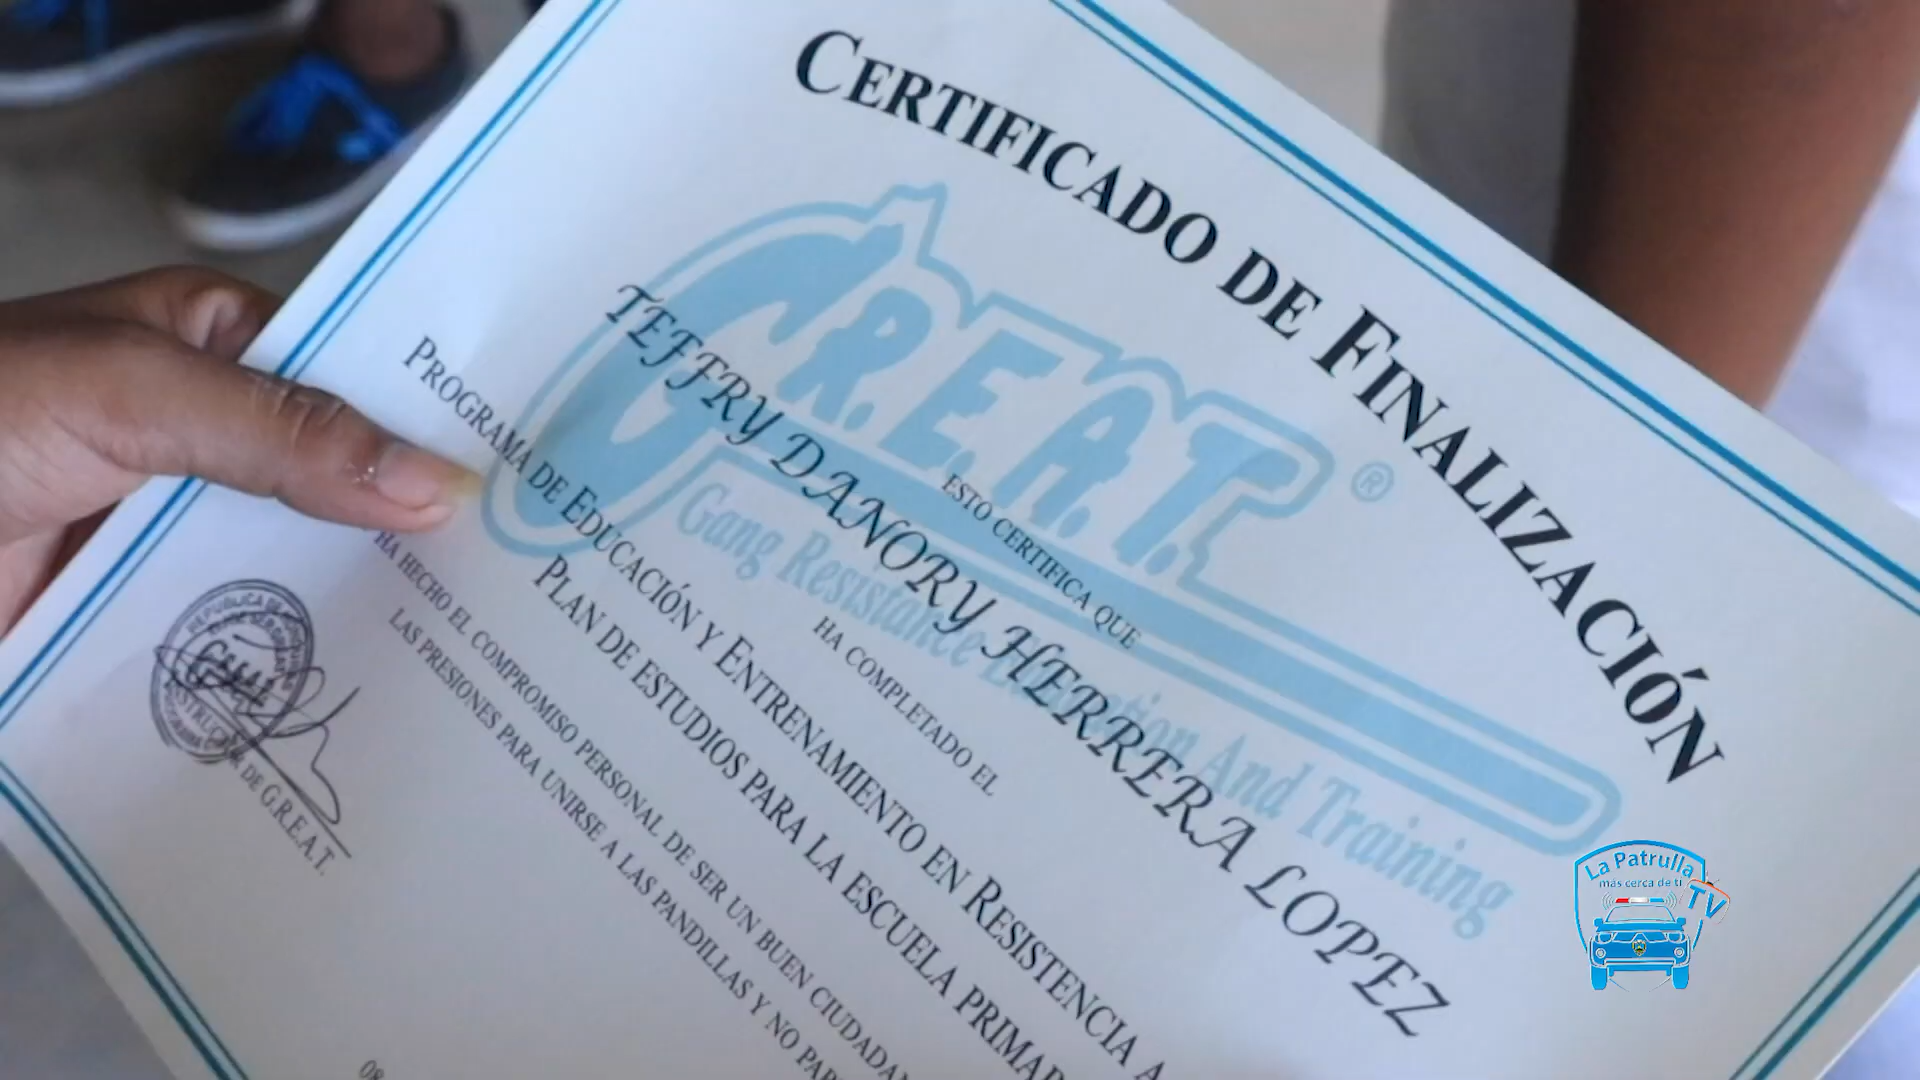 CERTIFICADO DE FINALIZACIÓN
G.R.E.A.T. ®
Gang Resistance Education And Training
ESTO CERTIFICA QUE
TEFFRY DANORY HERRERA LOPEZ
HA COMPLETADO EL
PROGRAMA DE EDUCACIÓN Y ENTRENAMIENTO EN RESISTENCIA A
PLAN DE ESTUDIOS PARA LA ESCUELA
HA HECHO EL COMPROMISO PERSONAL DE SER UN BUEN
LAS PRESIONES PARA UNIRSE A LAS PANDILLAS Y NO
DE G.R.E.A.T.
08
La Patrulla
más cerca de ti
TV